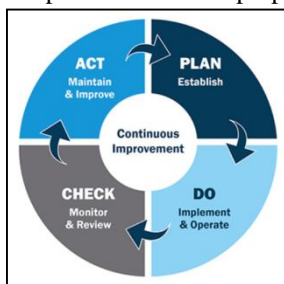 ACT
Maintain
& Improve
PLAN
Establish
Continuous
Improvement
CHECK
Monitor
& Review
DO
Implement
& Operate